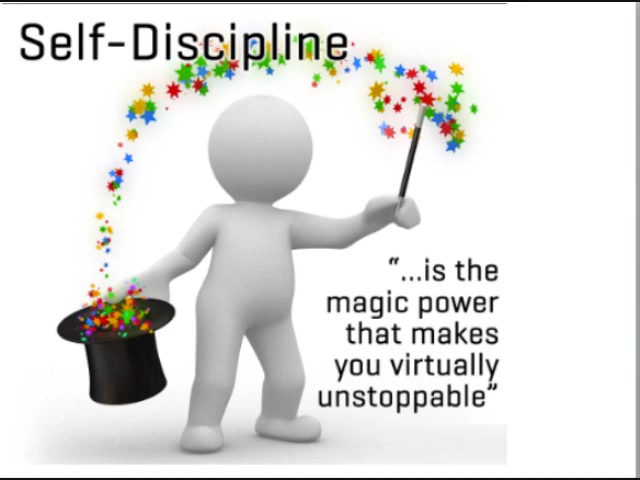 Self-Discipline
“...is the
magic power
that makes
you virtually
unstoppable”